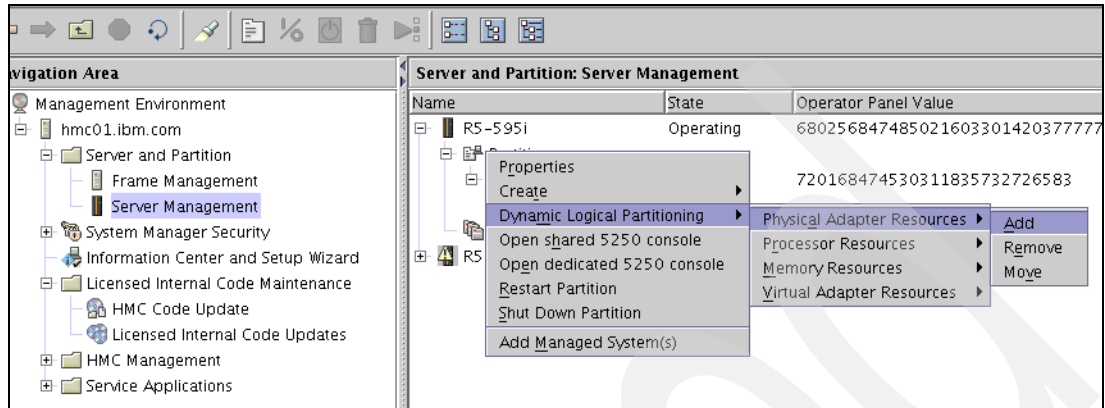 avigation Area
Management Environment
hmc01.ibm.com
Server and Partition
Frame Management
Server Management
System Manager Security
Information Center and Setup Wizard
Licensed Internal Code Maintenance
HMC Code Update
Licensed Internal Code Updates
HMC Management
Service Applications
Server and Partition: Server Management
Name State Operator Panel Value
R5-595i Operating 68025684748502160330142037777
720168474530311835732726583
R5
Properties
Create
Dynamic Logical Partitioning
Open shared 5250 console
Open dedicated 5250 console
Restart Partition
Shut Down Partition
Add Managed System(s)
Physical Adapter Resources
Processor Resources
Memory Resources
Virtual Adapter Resources
Add
Remove
Move